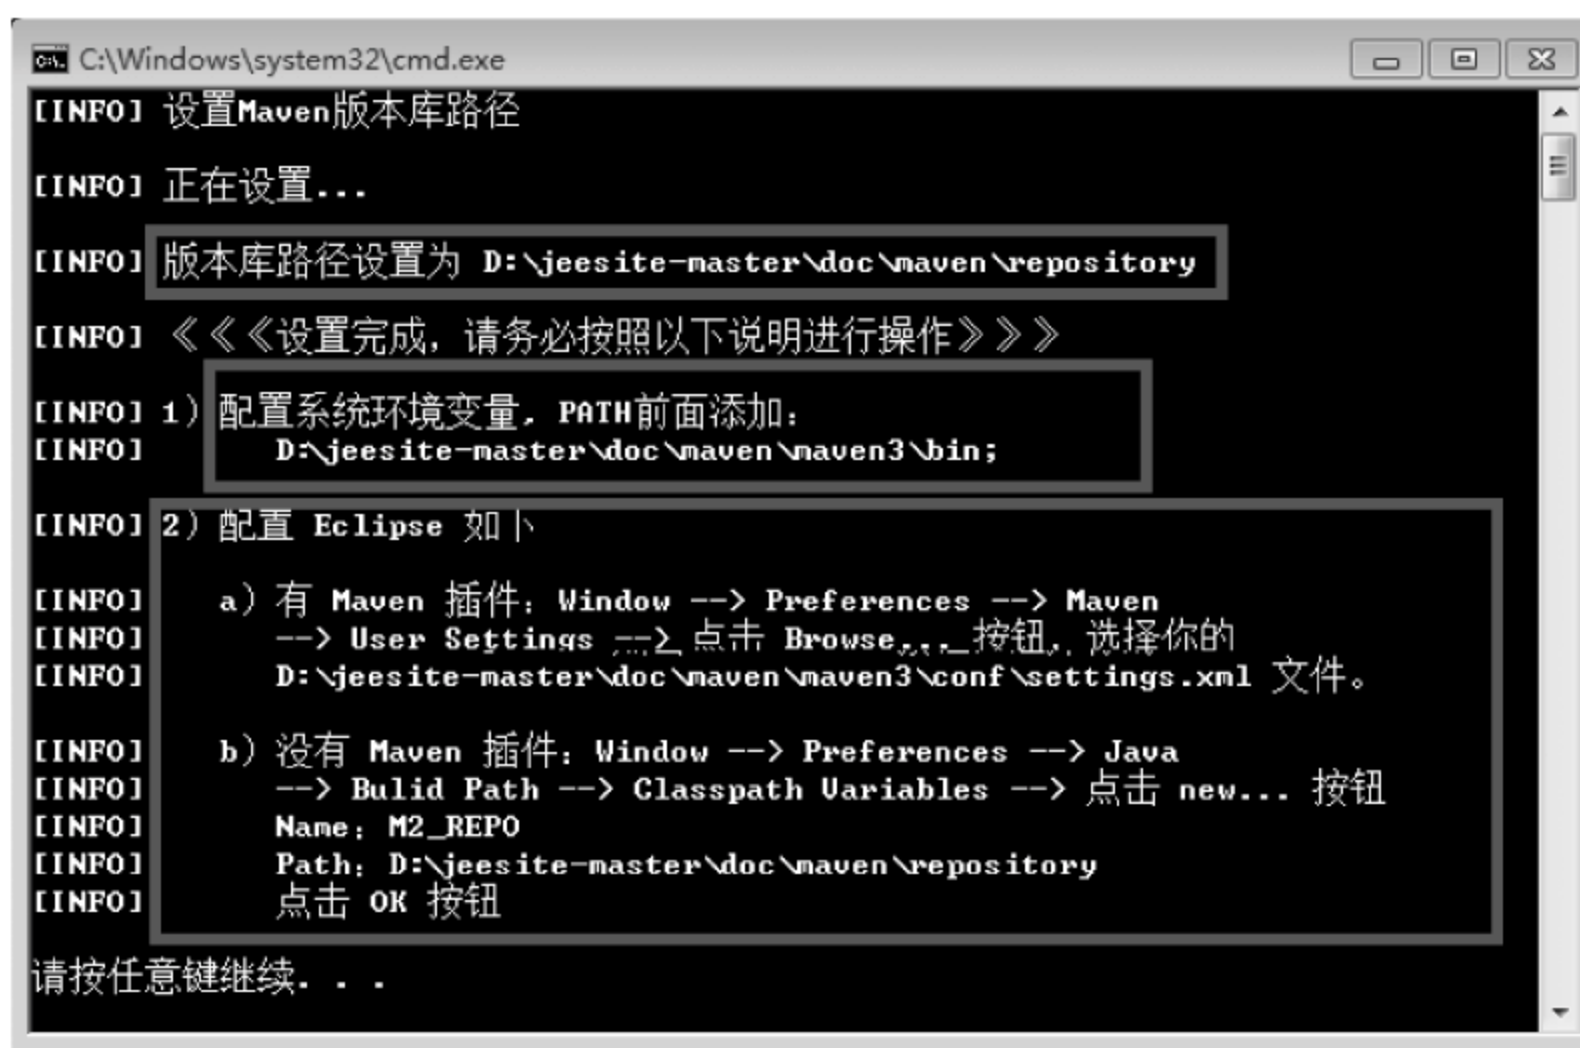 C:\Windows\system32\cmd.exe
[INFO] 设置Maven版本库路径
[INFO] 正在设置...
[INFO] 版本库路径设置为 D:\jeesite-master\doc\maven\repository
[INFO] 《《《设置完成，请务必按照以下说明进行操作》》》
[INFO] 1）配置系统环境变量，PATH前面添加：
[INFO] D:\jeesite-master\doc\maven\maven3\bin;
[INFO] 2）配置 Eclipse 如下
[INFO] a）有 Maven 插件：Window --> Preferences --> Maven
[INFO] --> User Settings --> 点击 Browse... 按钮，选择你的
[INFO] D:\jeesite-master\doc\maven\maven3\conf\settings.xml 文件。
[INFO] b）没有 Maven 插件：Window --> Preferences --> Java
[INFO] --> Bulid Path --> Classpath Variables --> 点击 new... 按钮
[INFO] Name：M2_REPO
[INFO] Path：D:\jeesite-master\doc\maven\repository
[INFO] 点击 OK 按钮
请按任意键继续. . .